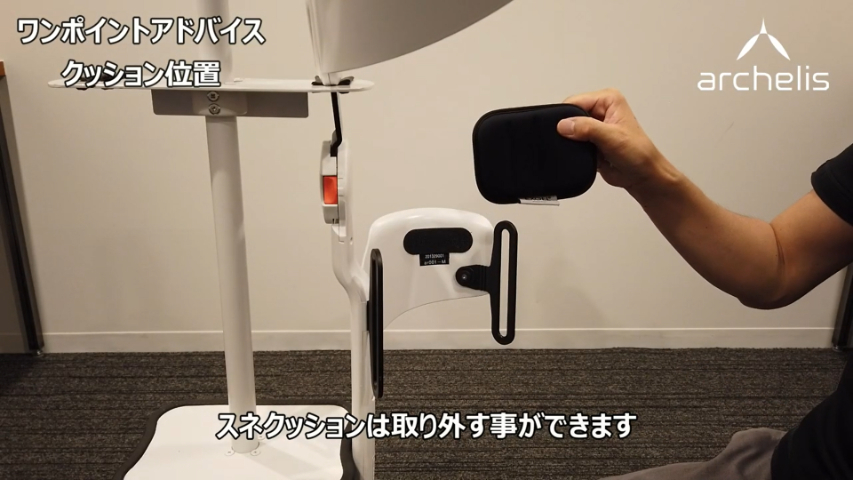 ワンポイントアドバイス
クッション位置
archelis
スネクッションは取り外す事ができます